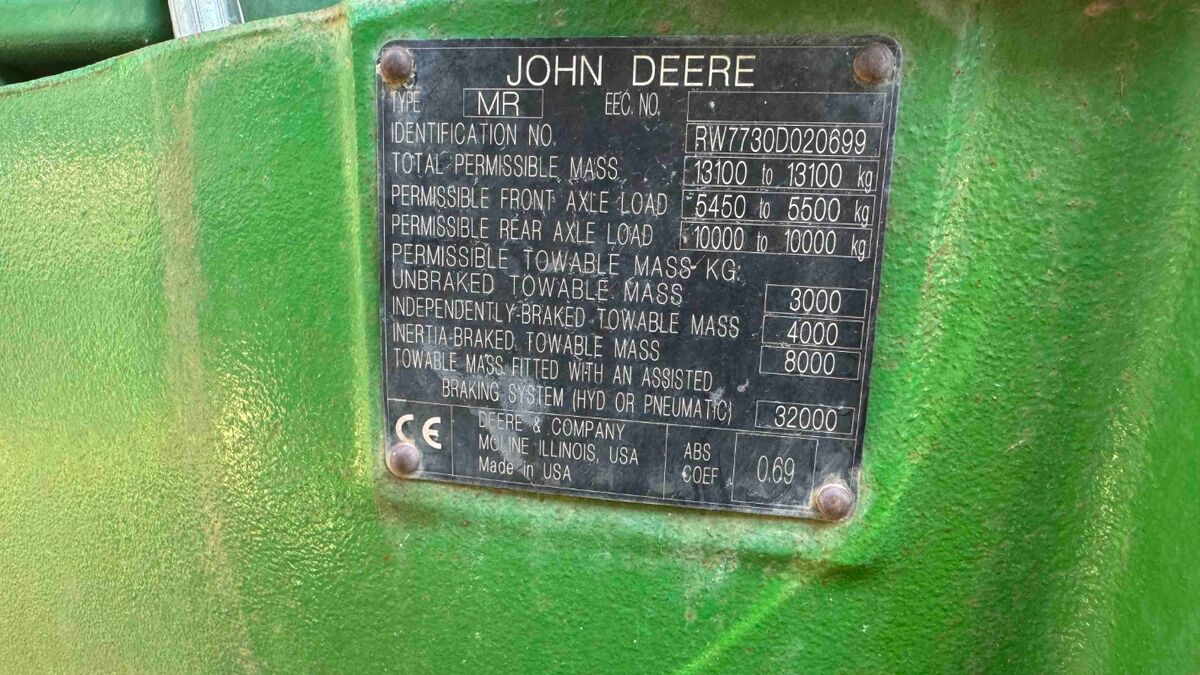 JOHN DEERE
TYPE MR EEC. NO.
IDENTIFICATION NO. RW7730D020699
TOTAL PERMISSIBLE MASS 13100 to 13100 kg
PERMISSIBLE FRONT AXLE LOAD 5450 to 5500 kg
PERMISSIBLE REAR AXLE LOAD 10000 to 10000 kg
PERMISSIBLE TOWABLE MASS KG:
UNBRAKED TOWABLE MASS 3000
INDEPENDENTLY-BRAKED TOWABLE MASS 4000
INERTIA-BRAKED TOWABLE MASS 8000
TOWABLE MASS FITTED WITH AN ASSISTED
BRAKING SYSTEM (HYD OR PNEUMATIC) 32000
CE
DEERE & COMPANY
MOLINE ILLINOIS, USA
Made in USA
ABS
COEF 0.69